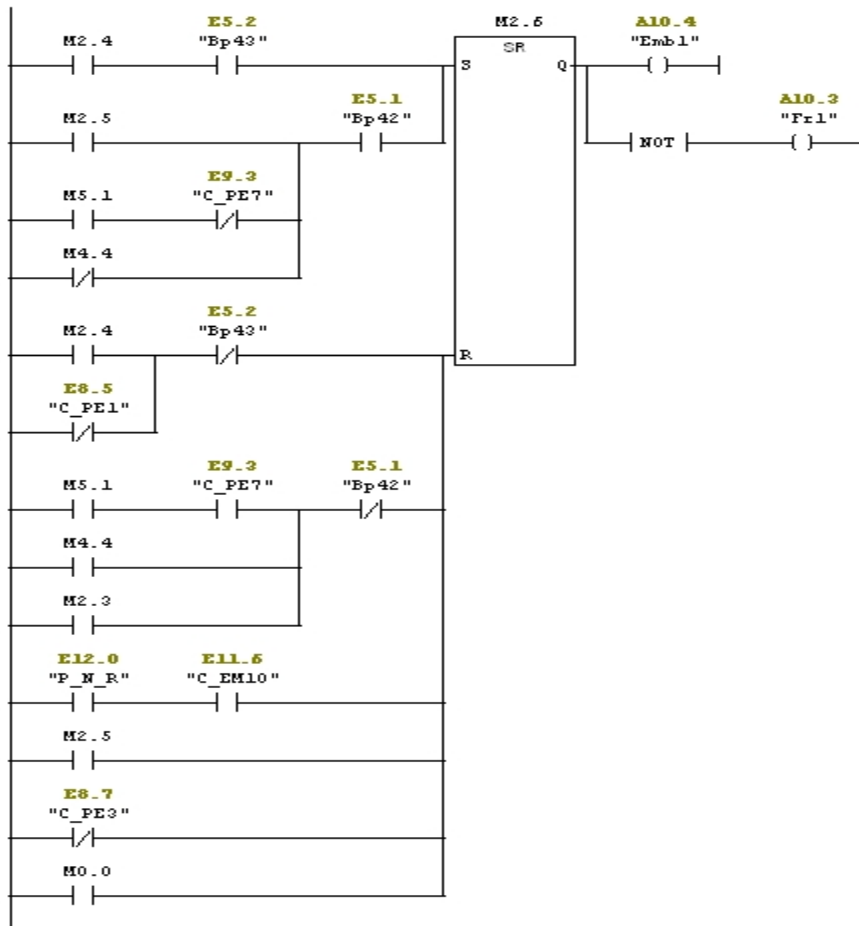 E5.2 M2.6 A10.4
M2.4 "Bp43" SR "Emb1"
S Q
E5.1 A10.3
M2.5 "Bp42" "Fr1"
NOT
E9.3
M5.1 "C_PE7"
M4.4
E5.2
M2.4 "Bp43"
R
E8.5
"C_PE1"
E9.3 E5.1
M5.1 "C_PE7" "Bp42"
M4.4
M2.3
E12.0 E11.6
"P_N_R" "C_EM10"
M2.5
E8.7
"C_PE3"
M0.0